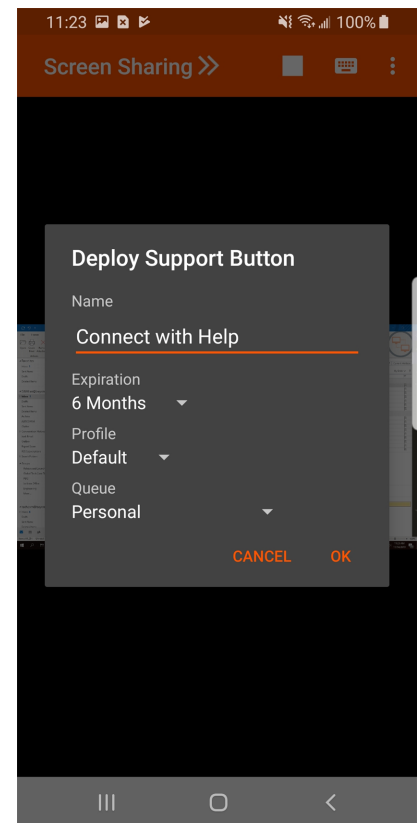 11:23 100%
Screen Sharing
Deploy Support Button
Name
Connect with Help
Expiration
6 Months
Profile
Default
Queue
Personal
CANCEL OK